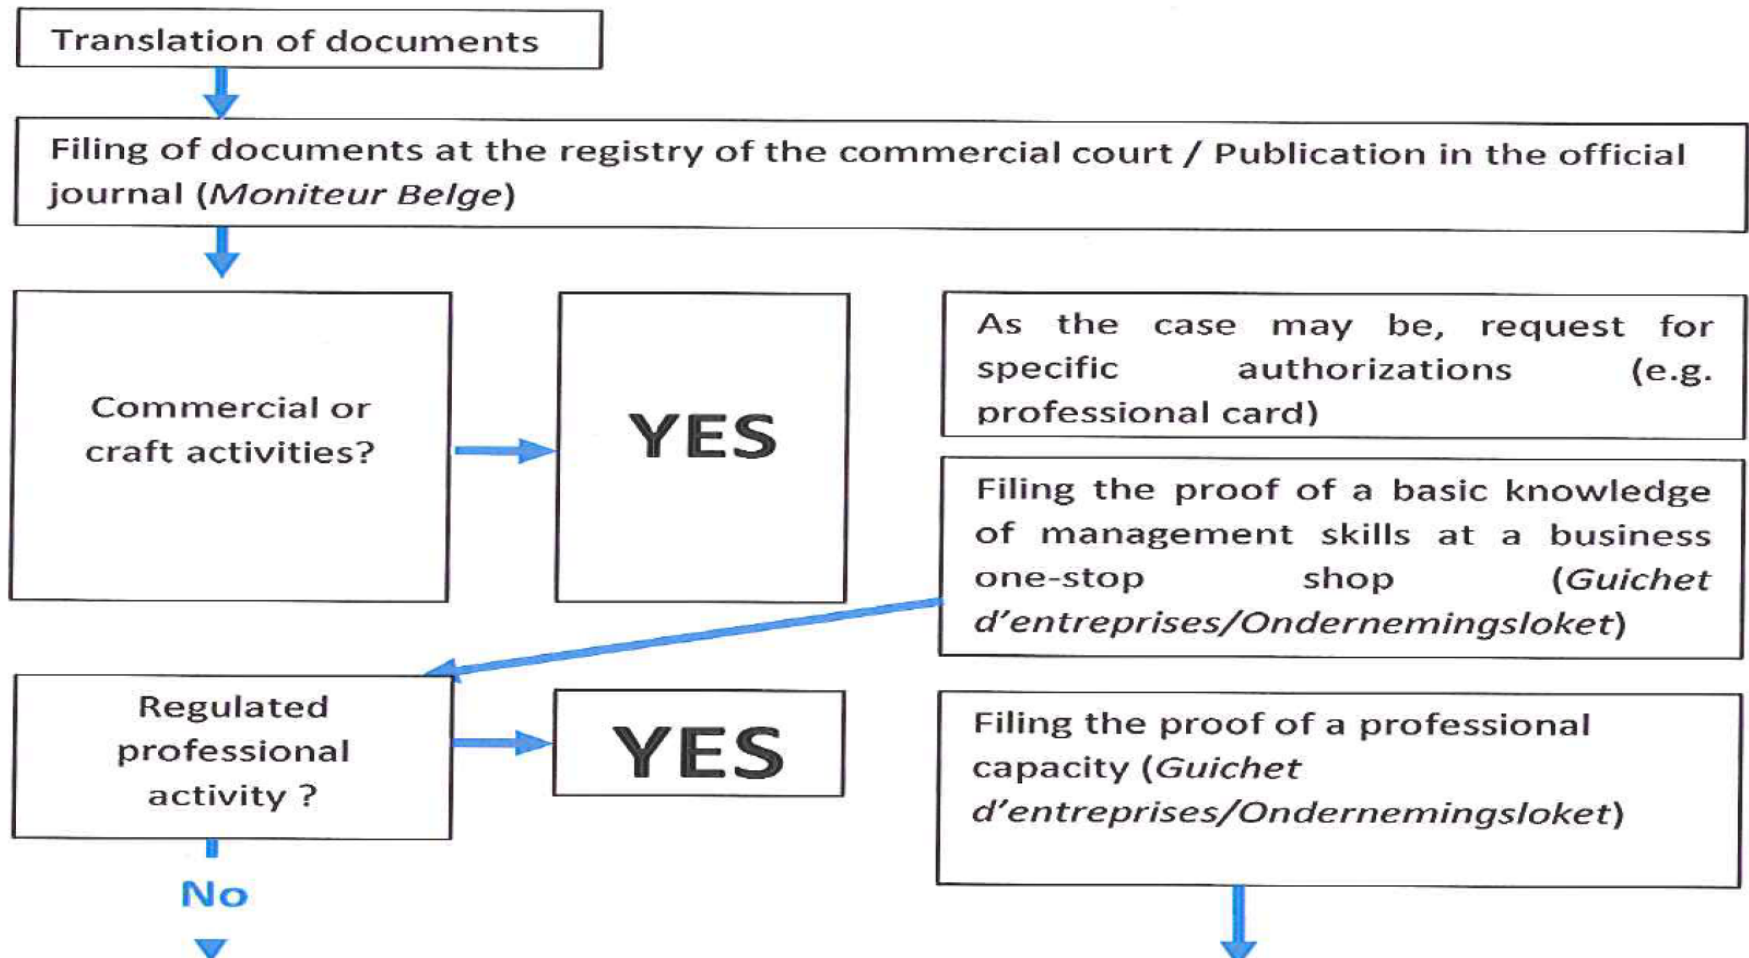 Translation of documents
Filing of documents at the registry of the commercial court / Publication in the official
journal (Moniteur Belge)
Commercial or
craft activities?
YES
As the case may be, request for
specific authorizations (e.g.
professional card)
Filing the proof of a basic knowledge
of management skills at a business
one-stop shop (Guichet
d'entreprises/Ondernemingsloket)
Regulated
professional
activity ?
YES
Filing the proof of a professional
capacity (Guichet
d'entreprises/Ondernemingsloket)
No